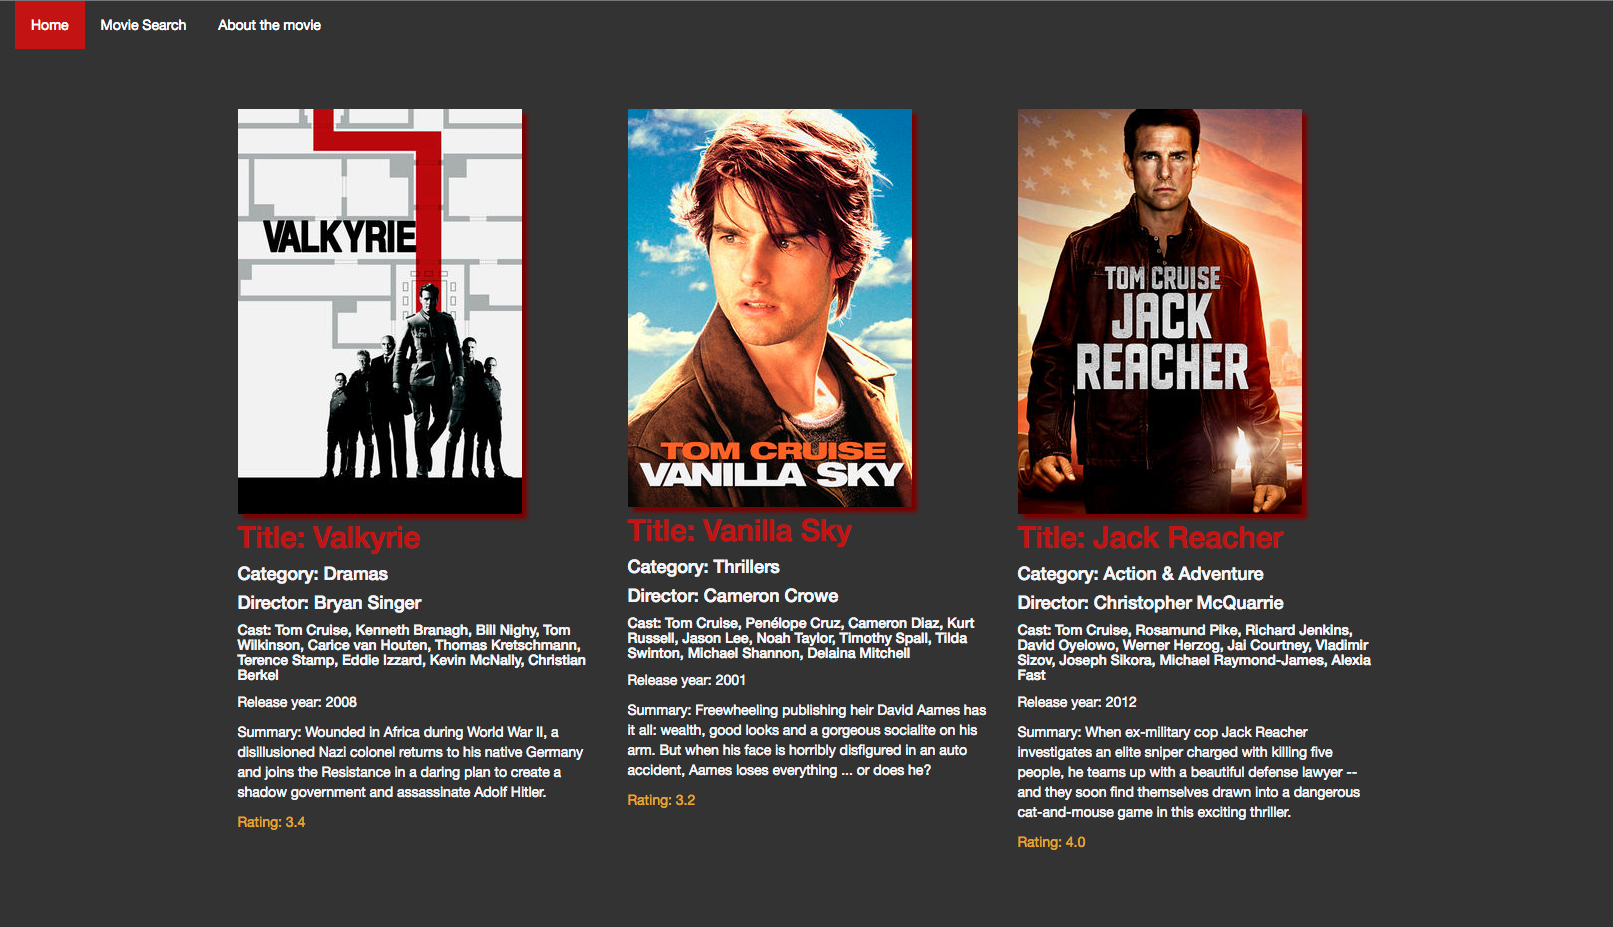 Home Movie Search About the movie
VALKYRIE
Title: Valkyrie
Category: Dramas
Director: Bryan Singer
Cast: Tom Cruise, Kenneth Branagh, Bill Nighy, Tom
Wilkinson, Carice van Houten, Thomas Kretschmann,
Terence Stamp, Eddie Izzard, Kevin McNally, Christian
Berkel
Release year: 2008
Summary: Wounded in Africa during World War II, a
disillusioned Nazi colonel returns to his native Germany
and joins the Resistance in a daring plan to create a
shadow government and assassinate Adolf Hitler.
Rating: 3.4
TOM CRUISE
VANILLA SKY
Title: Vanilla Sky
Category: Thrillers
Director: Cameron Crowe
Cast: Tom Cruise, Penélope Cruz, Cameron Diaz, Kurt
Russell, Jason Lee, Noah Taylor, Timothy Spall, Tilda
Swinton, Michael Shannon, Delaina Mitchell
Release year: 2001
Summary: Freewheeling publishing heir David Aames has
it all: wealth, good looks and a gorgeous socialite on his
arm. But when his face is horribly disfigured in an auto
accident, Aames loses everything ... or does he?
Rating: 3.2
TOM CRUISE
JACK
REACHER
Title: Jack Reacher
Category: Action & Adventure
Director: Christopher McQuarrie
Cast: Tom Cruise, Rosamund Pike, Richard Jenkins,
David Oyelowo, Werner Herzog, Jai Courtney, Vladimir
Sizov, Joseph Sikora, Michael Raymond-James, Alexia
Fast
Release year: 2012
Summary: When ex-military cop Jack Reacher
investigates an elite sniper charged with killing five
people, he teams up with a beautiful defense lawyer --
and they soon find themselves drawn into a dangerous
cat-and-mouse game in this exciting thriller.
Rating: 4.0